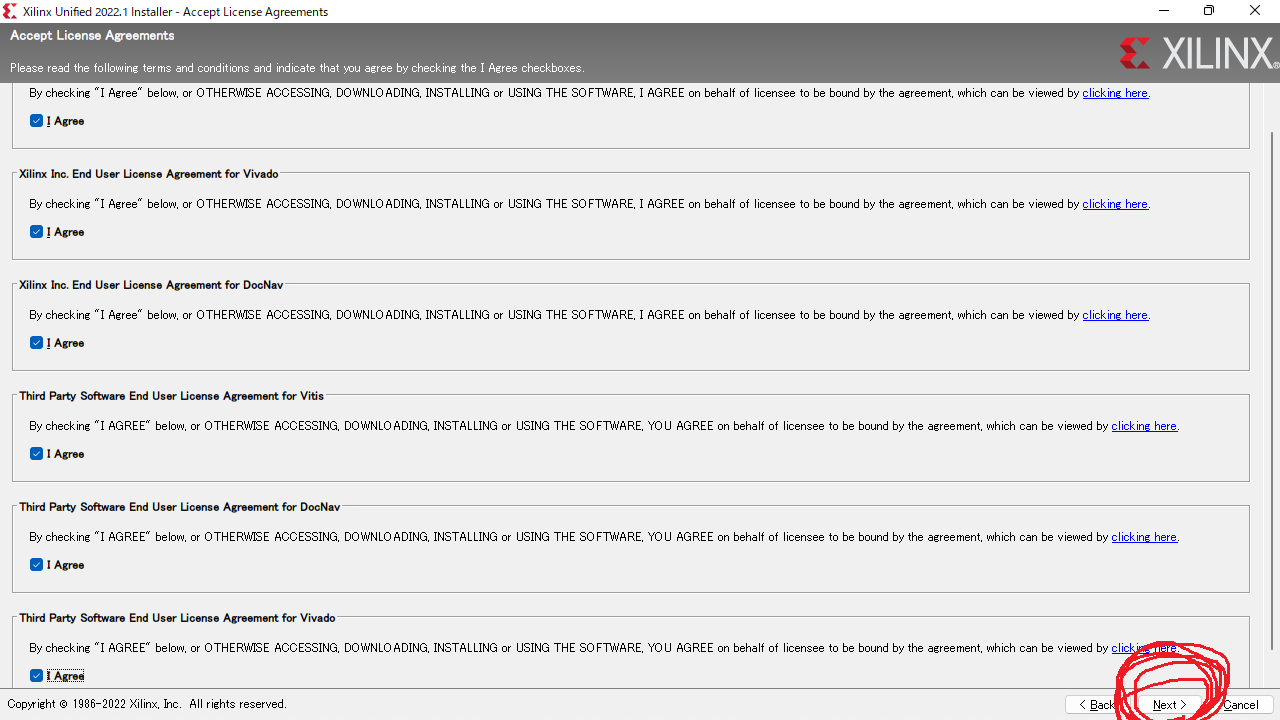 Xilinx Unified 2022.1 Installer - Accept License Agreements
Accept License Agreements
XILINX®
Please read the following terms and conditions and indicate that you agree by checking the I Agree checkboxes.
By checking "I Agree" below, or OTHERWISE ACCESSING, DOWNLOADING, INSTALLING or USING THE SOFTWARE, I AGREE on behalf of licensee to be bound by the agreement, which can be viewed by clicking here.
I Agree
Xilinx Inc. End User License Agreement for Vivado
By checking "I Agree" below, or OTHERWISE ACCESSING, DOWNLOADING, INSTALLING or USING THE SOFTWARE, I AGREE on behalf of licensee to be bound by the agreement, which can be viewed by clicking here.
I Agree
Xilinx Inc. End User License Agreement for DocNav
By checking "I Agree" below, or OTHERWISE ACCESSING, DOWNLOADING, INSTALLING or USING THE SOFTWARE, I AGREE on behalf of licensee to be bound by the agreement, which can be viewed by clicking here.
I Agree
Third Party Software End User License Agreement for Vitis
By checking "I AGREE" below, or OTHERWISE ACCESSING, DOWNLOADING, INSTALLING or USING THE SOFTWARE, YOU AGREE on behalf of licensee to be bound by the agreement, which can be viewed by clicking here.
I Agree
Third Party Software End User License Agreement for DocNav
By checking "I AGREE" below, or OTHERWISE ACCESSING, DOWNLOADING, INSTALLING or USING THE SOFTWARE, YOU AGREE on behalf of licensee to be bound by the agreement, which can be viewed by clicking here.
I Agree
Third Party Software End User License Agreement for Vivado
By checking "I AGREE" below, or OTHERWISE ACCESSING, DOWNLOADING, INSTALLING or USING THE SOFTWARE, YOU AGREE on behalf of licensee to be bound by the agreement, which can be viewed by clicking here.
I Agree
Copyright © 1986-2022 Xilinx, Inc. All rights reserved.
< Back
Next >
Cancel